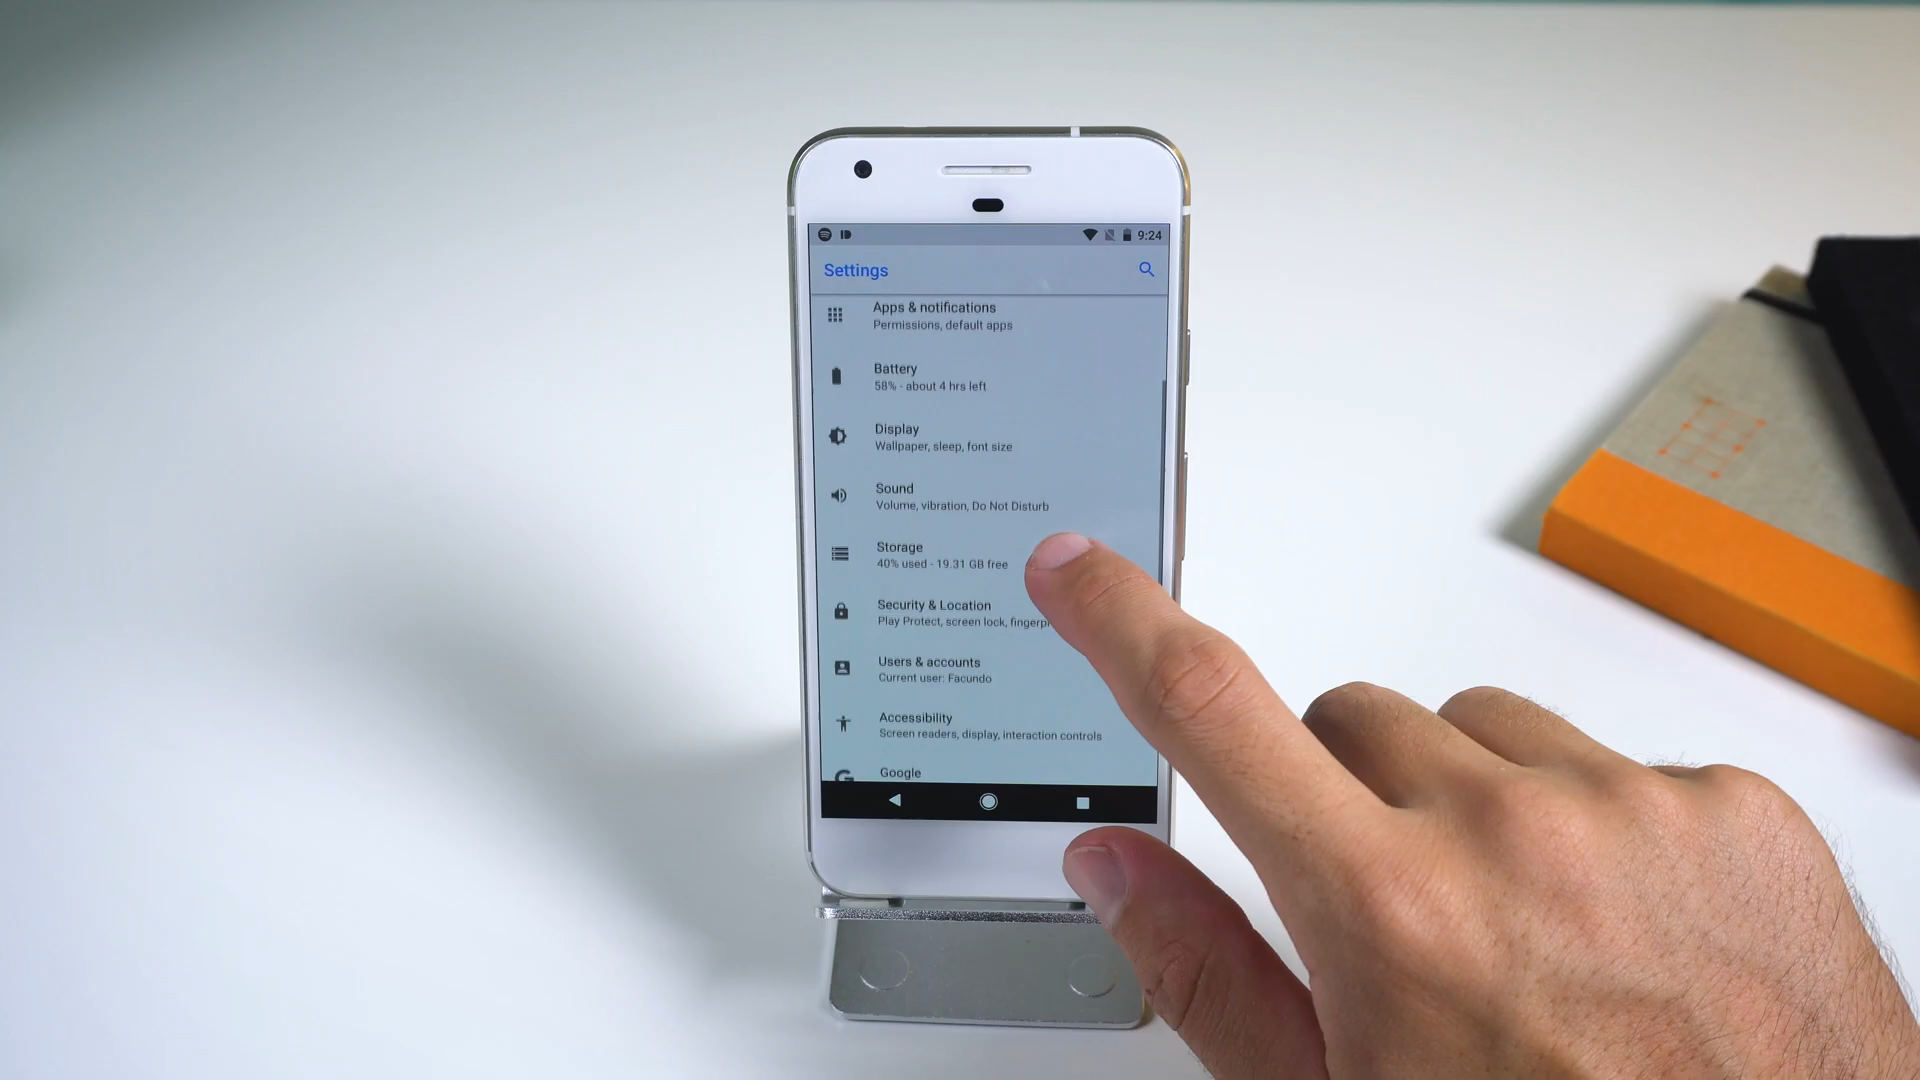 9:24
Settings
Apps & notifications
Permissions, default apps
Battery
58% - about 4 hrs left
Display
Wallpaper, sleep, font size
Sound
Volume, vibration, Do Not Disturb
Storage
40% used - 19.31 GB free
Security & Location
Play Protect, screen lock,
Users & accounts
Current user: Facundo
Accessibility
Screen readers, display, interaction controls
Google